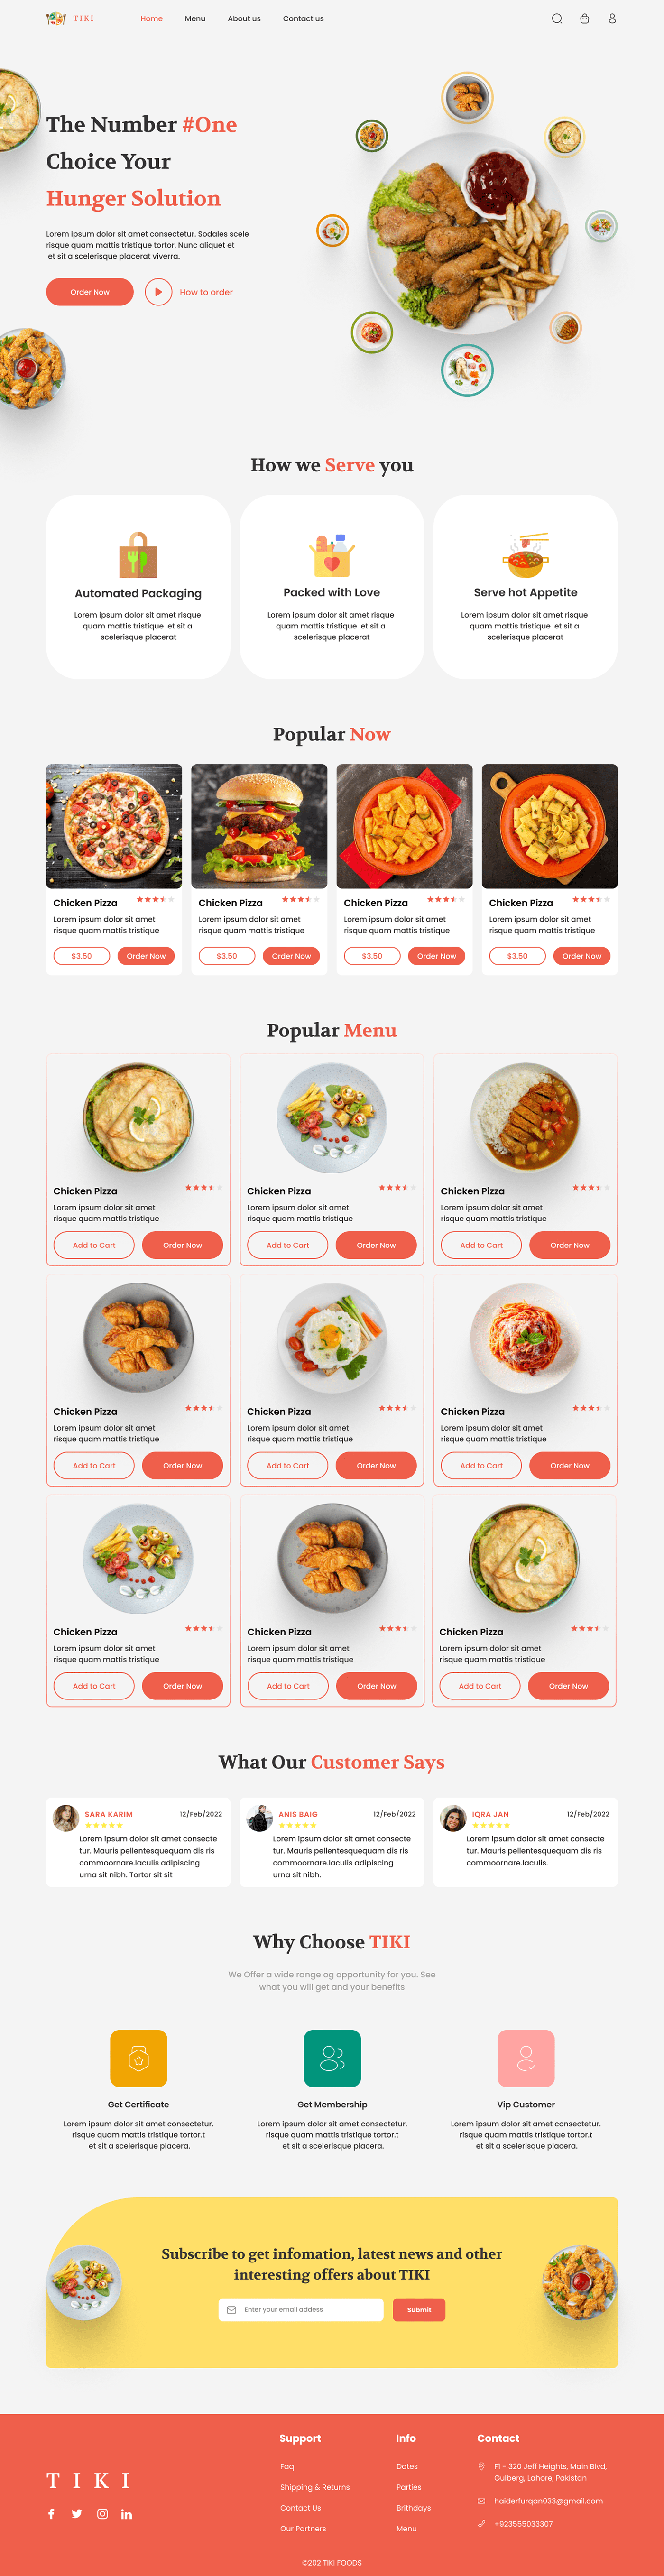 TIKI
Home Menu About us Contact us
The Number #One
Choice Your
Hunger Solution
Lorem ipsum dolor sit amet consectetur. Sodales scele
risque quam mattis tristique tortor. Nunc aliquet et
et sit a scelerisque placerat viverra.
Order Now How to order
How we Serve you
Automated Packaging
Lorem ipsum dolor sit amet risque
quam mattis tristique et sit a
scelerisque placerat
Packed with Love
Lorem ipsum dolor sit amet risque
quam mattis tristique et sit a
scelerisque placerat
Serve hot Appetite
Lorem ipsum dolor sit amet risque
quam mattis tristique et sit a
scelerisque placerat
Popular Now
Chicken Pizza
Lorem ipsum dolor sit amet
risque quam mattis tristique
$3.50 Order Now
Chicken Pizza
Lorem ipsum dolor sit amet
risque quam mattis tristique
$3.50 Order Now
Chicken Pizza
Lorem ipsum dolor sit amet
risque quam mattis tristique
$3.50 Order Now
Chicken Pizza
Lorem ipsum dolor sit amet
risque quam mattis tristique
$3.50 Order Now
Popular Menu
Chicken Pizza
Lorem ipsum dolor sit amet
risque quam mattis tristique
Add to Cart Order Now
Chicken Pizza
Lorem ipsum dolor sit amet
risque quam mattis tristique
Add to Cart Order Now
Chicken Pizza
Lorem ipsum dolor sit amet
risque quam mattis tristique
Add to Cart Order Now
Chicken Pizza
Lorem ipsum dolor sit amet
risque quam mattis tristique
Add to Cart Order Now
Chicken Pizza
Lorem ipsum dolor sit amet
risque quam mattis tristique
Add to Cart Order Now
Chicken Pizza
Lorem ipsum dolor sit amet
risque quam mattis tristique
Add to Cart Order Now
Chicken Pizza
Lorem ipsum dolor sit amet
risque quam mattis tristique
Add to Cart Order Now
Chicken Pizza
Lorem ipsum dolor sit amet
risque quam mattis tristique
Add to Cart Order Now
Chicken Pizza
Lorem ipsum dolor sit amet
risque quam mattis tristique
Add to Cart Order Now
What Our Customer Says
SARA KARIM 12/Feb/2022
Lorem ipsum dolor sit amet consecte
tur. Mauris pellentesquequam dis ris
commoornare.Iaculis adipiscing
urna sit nibh. Tortor sit sit
ANIS BAIG 12/Feb/2022
Lorem ipsum dolor sit amet consecte
tur. Mauris pellentesquequam dis ris
commoornare.Iaculis adipiscing
urna sit nibh.
IQRA JAN 12/Feb/2022
Lorem ipsum dolor sit amet consecte
tur. Mauris pellentesquequam dis ris
commoornare.Iaculis.
Why Choose TIKI
We Offer a wide range og opportunity for you. See
what you will get and your benefits
Get Certificate
Lorem ipsum dolor sit amet consectetur.
risque quam mattis tristique tortor.t
et sit a scelerisque placera.
Get Membership
Lorem ipsum dolor sit amet consectetur.
risque quam mattis tristique tortor.t
et sit a scelerisque placera.
Vip Customer
Lorem ipsum dolor sit amet consectetur.
risque quam mattis tristique tortor.t
et sit a scelerisque placera.
Subscribe to get infomation, latest news and other
interesting offers about TIKI
Enter your email addess Submit
TIKI
Support
Faq
Shipping & Returns
Contact Us
Our Partners
Info
Dates
Parties
Brithdays
Menu
Contact
F1 - 320 Jeff Heights, Main Blvd,
Gulberg, Lahore, Pakistan
haiderfurqan033@gmail.com
+923555033307
©202 TIKI FOODS